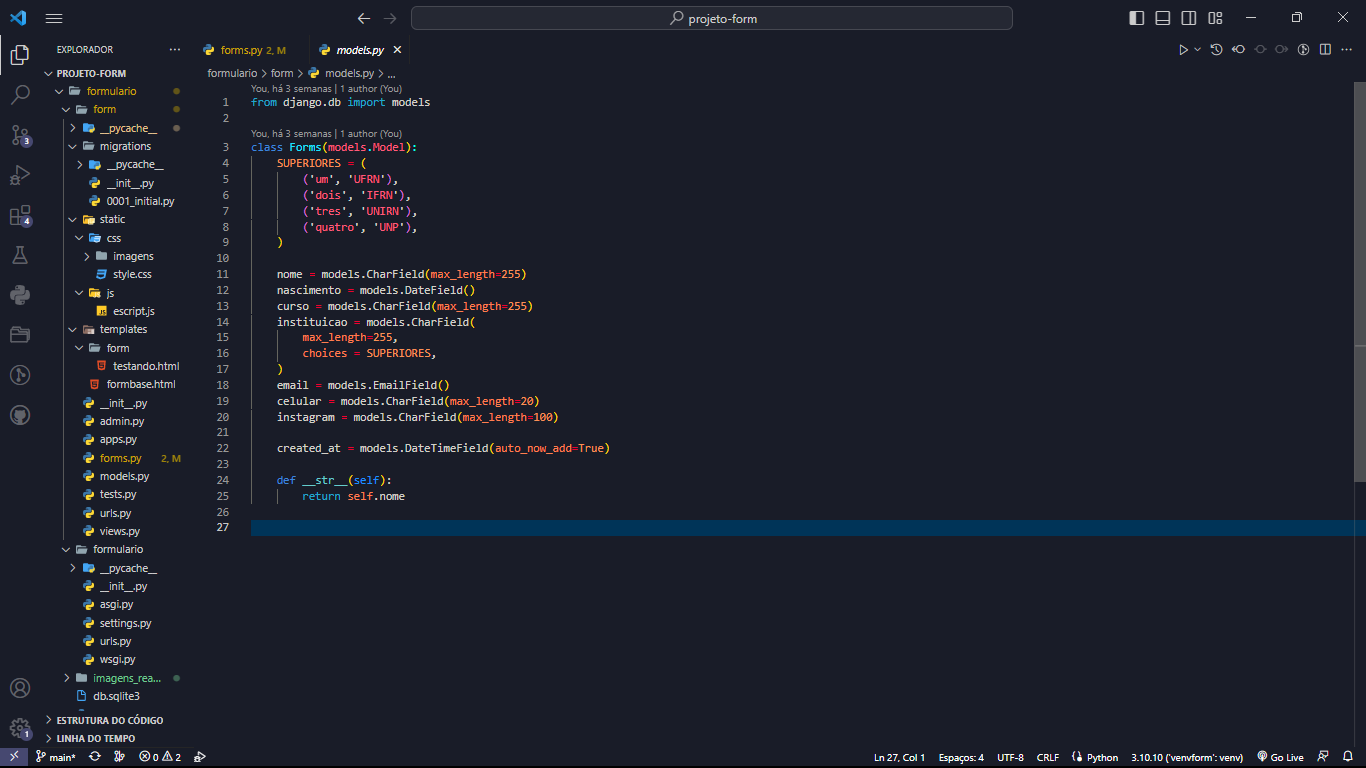 projeto-form
EXPLORADOR
PROJETO-FORM
formulario
form
__pycache__
migrations
__pycache__
__init__.py
0001_initial.py
static
css
imagens
style.css
js
escript.js
templates
form
testando.html
formbase.html
__init__.py
admin.py
apps.py
forms.py 2, M
models.py
tests.py
urls.py
views.py
formulario
__pycache__
__init__.py
asgi.py
settings.py
urls.py
wsgi.py
imagens_rea...
db.sqlite3
ESTRUTURA DO CÓDIGO
LINHA DO TEMPO
3
4
1
forms.py 2, M
models.py
formulario > form > models.py > ...
You, há 3 semanas | 1 author (You)
1 from django.db import models
2
You, há 3 semanas | 1 author (You)
3 class Forms(models.Model):
4 SUPERIORES = (
5 ('um', 'UFRN'),
6 ('dois', 'IFRN'),
7 ('tres', 'UNIRN'),
8 ('quatro', 'UNP'),
9 )
10
11 nome = models.CharField(max_length=255)
12 nascimento = models.DateField()
13 curso = models.CharField(max_length=255)
14 instituicao = models.CharField(
15 max_length=255,
16 choices = SUPERIORES,
17 )
18 email = models.EmailField()
19 celular = models.CharField(max_length=20)
20 instagram = models.CharField(max_length=100)
21
22 created_at = models.DateTimeField(auto_now_add=True)
23
24 def __str__(self):
25 return self.nome
26
27
main* 0 2 Ln 27, Col 1 Espaços: 4 UTF-8 CRLF Python 3.10.10 ('venvform': venv) Go Live